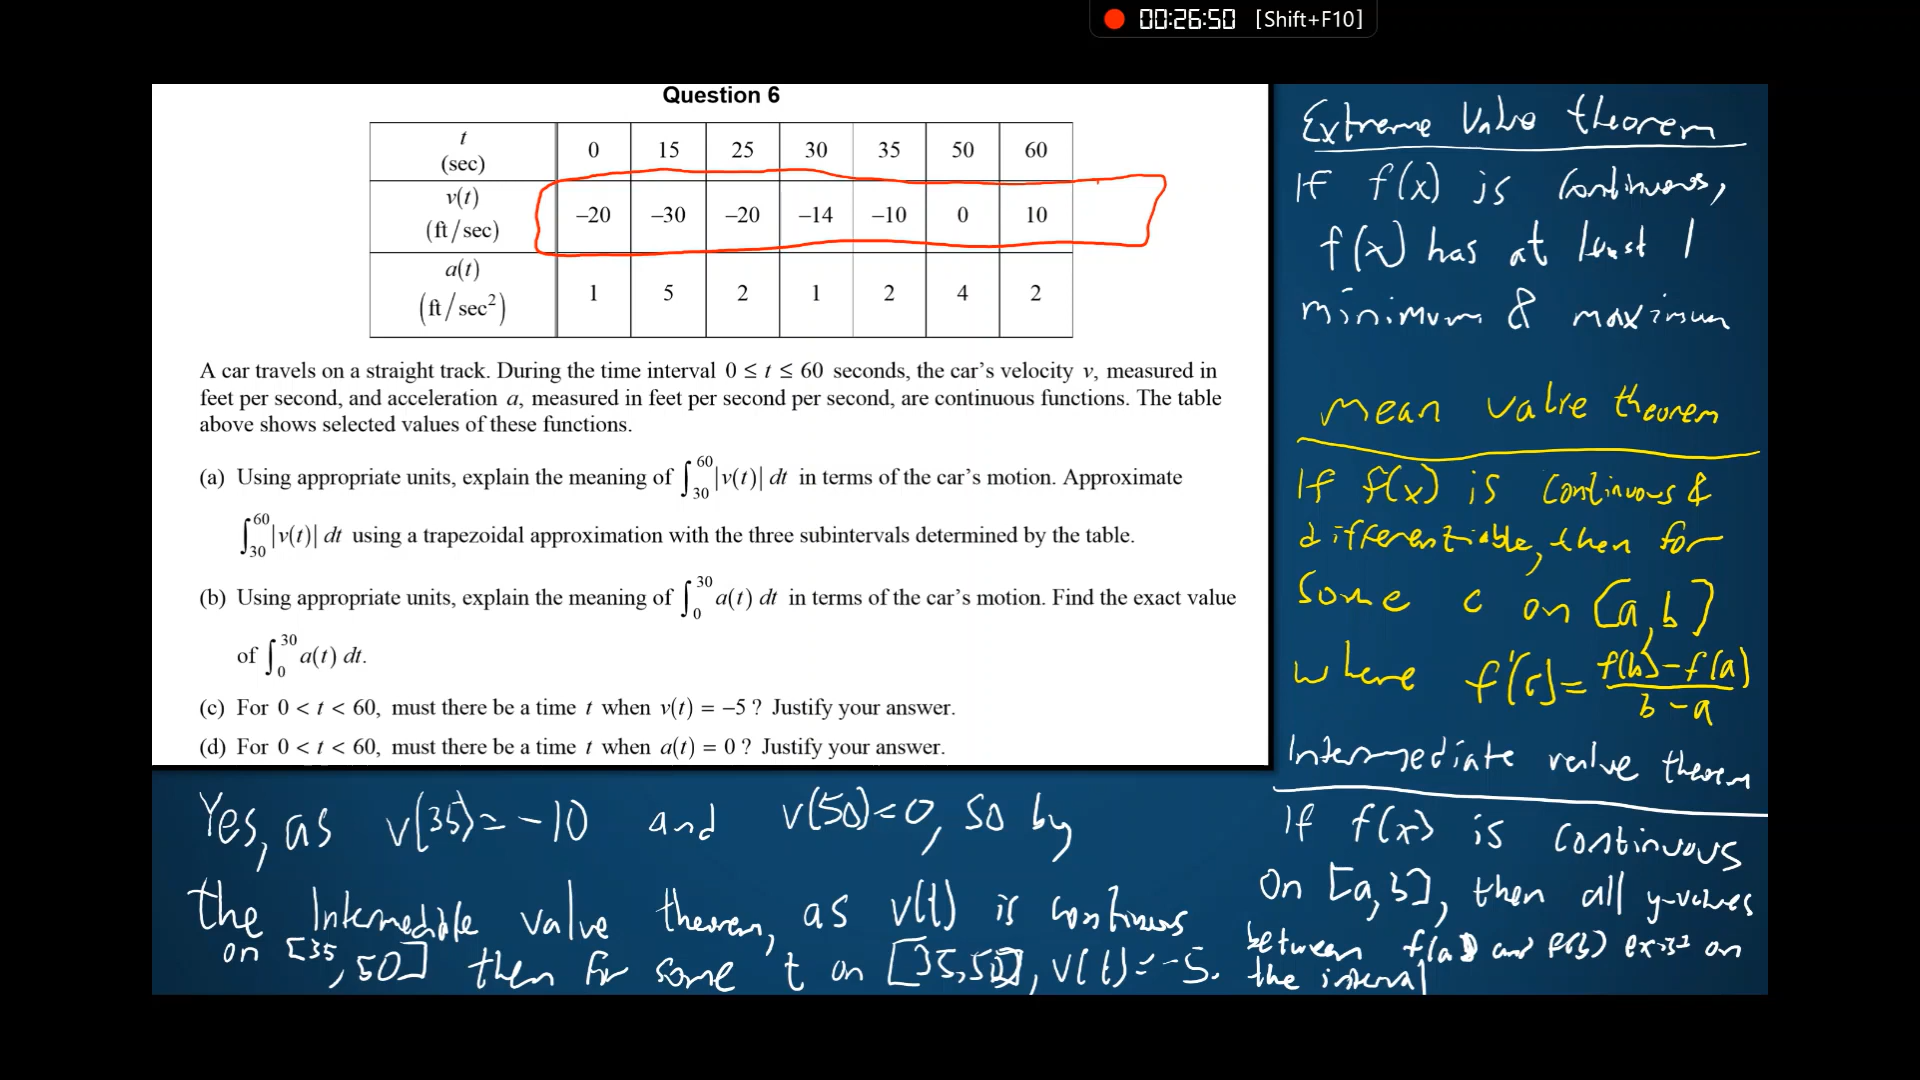 00:26:50 [Shift+F10]
Question 6
t (sec) 0 15 25 30 35 50 60
v(t) (ft/sec) –20 –30 –20 –14 –10 0 10
a(t) (ft/sec²) 1 5 2 1 2 4 2
A car travels on a straight track. During the time interval 0 ≤ t ≤ 60 seconds, the car's velocity v, measured in
feet per second, and acceleration a, measured in feet per second per second, are continuous functions. The table
above shows selected values of these functions.
(a) Using appropriate units, explain the meaning of ∫₃₀⁶⁰ |v(t)| dt in terms of the car's motion. Approximate
∫₃₀⁶⁰ |v(t)| dt using a trapezoidal approximation with the three subintervals determined by the table.
(b) Using appropriate units, explain the meaning of ∫₀³⁰ a(t) dt in terms of the car's motion. Find the exact value
of ∫₀³⁰ a(t) dt.
(c) For 0 < t < 60, must there be a time t when v(t) = –5 ? Justify your answer.
(d) For 0 < t < 60, must there be a time t when a(t) = 0 ? Justify your answer.
Yes, as v(35) = -10 and v(50)=0, so by
the Intermediate value theorem, as v(t) is continuous
on [35, 50] then for some t on [35,50], v(t)=-5.
Extreme Value theorem
If f(x) is continuous,
f(x) has at least 1
minimum & maximum
mean value theorem
If f(x) is continuous &
differentiable, then for
some c on [a,b]
where f'(c)= f(b)-f(a) / b-a
Intermediate value theorem
If f(x) is continuous
on [a,b], then all y-values
between f(a) and f(b) exist on
the interval